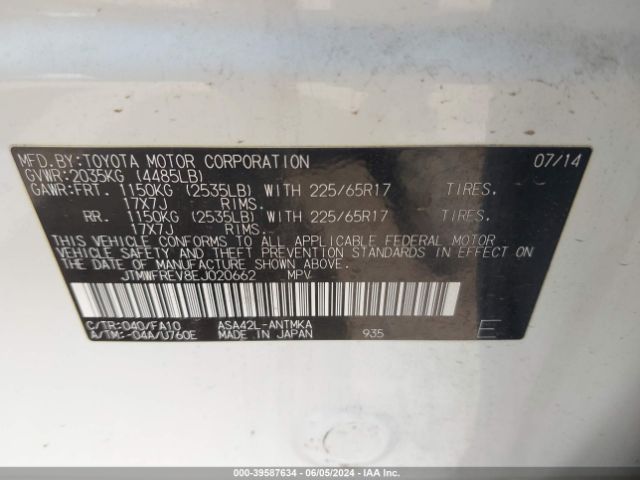 MFD. BY: TOYOTA MOTOR CORPORATION 07/14
GVWR: 2035KG (4485LB)
GAWR: FRT. 1150KG (2535LB) WITH 225/65R17 TIRES.
17X7J RIMS.
RR. 1150KG (2535LB) WITH 225/65R17 TIRES.
17X7J RIMS.
THIS VEHICLE CONFORMS TO ALL APPLICABLE FEDERAL MOTOR
VEHICLE SAFETY AND THEFT PREVENTION STANDARDS IN EFFECT ON
THE DATE OF MANUFACTURE SHOWN ABOVE.
JTMWFREV8EJ020662 MPV.
C/TR: 040/FA10 ASA42L-ANTMKA
A/TM: -04A/U760E MADE IN JAPAN 935 E
000-39587634 / 06/05/2024 / IAA Inc.